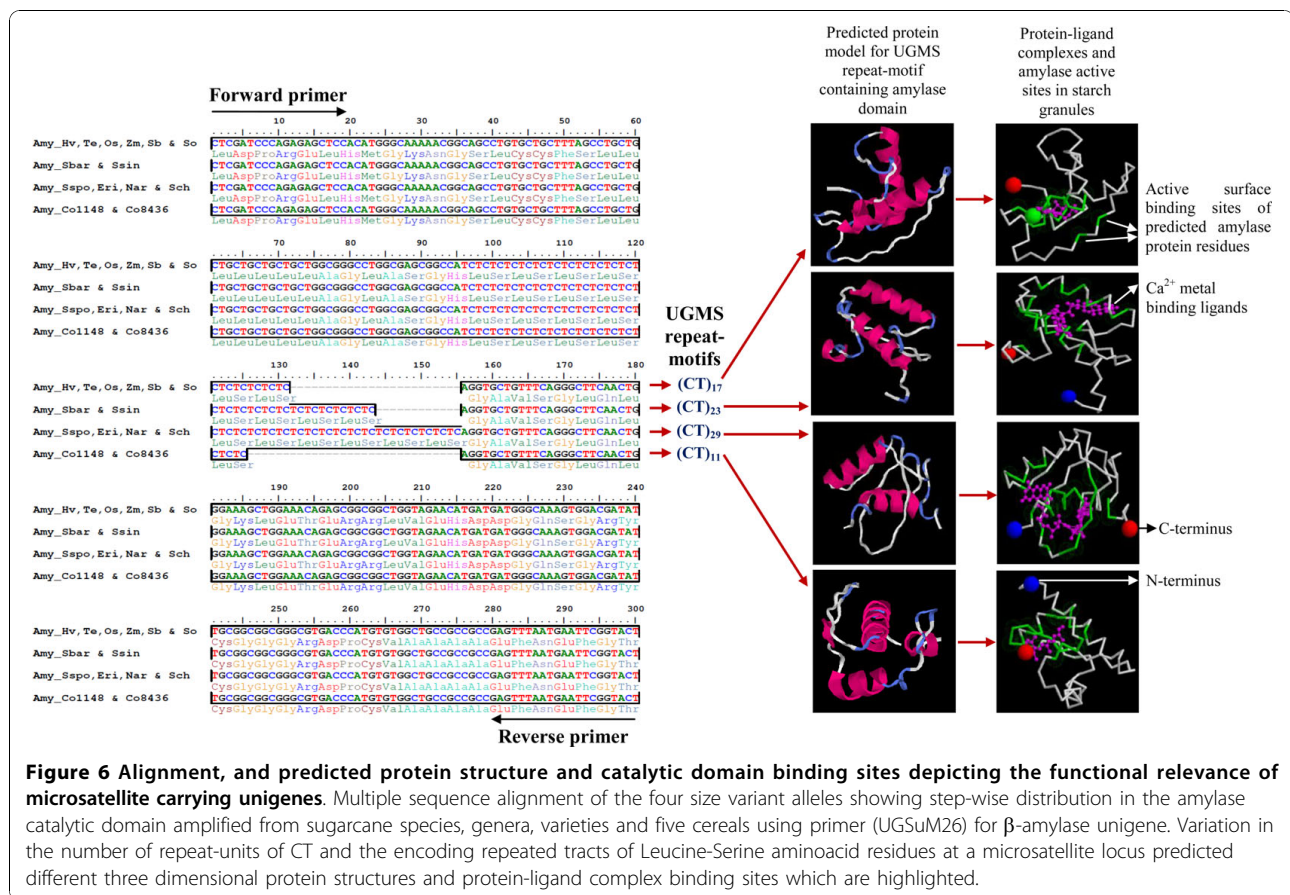 Forward primer
10 20 30 40 50 60
Amy_Hv,Te,Os,Zm,Sb & So CTCGATCCCAGAGAGCTCCACATGGGCAAAAACGGCAGCCTGTGCTGCTTTAGCCTGCTG
LeuAspProArgGluLeuHisMetGlyLysAsnGlySerLeuCysCysPheSerLeuLeu
Amy_Sbar & Ssin CTCGATCCCAGAGAGCTCCACATGGGCAAAAACGGCAGCCTGTGCTGCTTTAGCCTGCTG
LeuAspProArgGluLeuHisMetGlyLysAsnGlySerLeuCysCysPheSerLeuLeu
Amy_Sspo,Eri,Nar & Sch CTCGATCCCAGAGAGCTCCACATGGGCAAAAACGGCAGCCTGTGCTGCTTTAGCCTGCTG
LeuAspProArgGluLeuHisMetGlyLysAsnGlySerLeuCysCysPheSerLeuLeu
Amy_Co1148 & Co8436 CTCGATCCCAGAGAGCTCCACATGGGCAAAAACGGCAGCCTGTGCTGCTTTAGCCTGCTG
LeuAspProArgGluLeuHisMetGlyLysAsnGlySerLeuCysCysPheSerLeuLeu
70 80 90 100 110 120
Amy_Hv,Te,Os,Zm,Sb & So CTGCTGCTGCTGCTGGCGGGCCTGGCGAGCGGCCATCTCTCTCTCTCTCTCTCTCTCTCT
LeuLeuLeuLeuLeuAlaGlyLeuAlaSerGlyHisLeuSerLeuSerLeuSerLeuSer
Amy_Sbar & Ssin CTGCTGCTGCTGCTGGCGGGCCTGGCGAGCGGCCATCTCTCTCTCTCTCTCTCTCTCTCT
LeuLeuLeuLeuLeuAlaGlyLeuAlaSerGlyHisLeuSerLeuSerLeuSerLeuSer
Amy_Sspo,Eri,Nar & Sch CTGCTGCTGCTGCTGGCGGGCCTGGCGAGCGGCCATCTCTCTCTCTCTCTCTCTCTCTCT
LeuLeuLeuLeuLeuAlaGlyLeuAlaSerGlyHisLeuSerLeuSerLeuSerLeuSer
Amy_Co1148 & Co8436 CTGCTGCTGCTGCTGGCGGGCCTGGCGAGCGGCCATCTCTCTCTCTCTCTCTCTCTCTCT
LeuLeuLeuLeuLeuAlaGlyLeuAlaSerGlyHisLeuSerLeuSerLeuSerLeuSer
130 140 150 160 170 180
Amy_Hv,Te,Os,Zm,Sb & So CTCTCTCTCTC------------------------AGGTGCTGTTTCAGGGCTTCAACTG
LeuSerLeuSer GlyAlaValSerGlyLeuGlnLeu
Amy_Sbar & Ssin CTCTCTCTCTCTCTCTCTCTCTC------------AGGTGCTGTTTCAGGGCTTCAACTG
LeuSerLeuSerLeuSerLeuSer GlyAlaValSerGlyLeuGlnLeu
Amy_Sspo,Eri,Nar & Sch CTCTCTCTCTCTCTCTCTCTCTCTCTCTCTCTCTCAGGTGCTGTTTCAGGGCTTCAACTG
LeuSerLeuSerLeuSerLeuSerLeuSerLeuSerGlyAlaValSerGlyLeuGlnLeu
Amy_Co1148 & Co8436 CTCTC------------------------------AGGTGCTGTTTCAGGGCTTCAACTG
LeuSer GlyAlaValSerGlyLeuGlnLeu
UGMS
repeat-
motifs
(CT)17
(CT)23
(CT)29
(CT)11
190 200 210 220 230 240
Amy_Hv,Te,Os,Zm,Sb & So GGAAAGCTGGAAACAGAGCGGCGGCTGGTAGAACATGATGATGGGCAAAGTGGACGATAT
GlyLysLeuGluThrGluArgArgLeuValGluHisAspAspGlyGlnSerGlyArgTyr
Amy_Sbar & Ssin GGAAAGCTGGAAACAGAGCGGCGGCTGGTAGAACATGATGATGGGCAAAGTGGACGATAT
GlyLysLeuGluThrGluArgArgLeuValGluHisAspAspGlyGlnSerGlyArgTyr
Amy_Sspo,Eri,Nar & Sch GGAAAGCTGGAAACAGAGCGGCGGCTGGTAGAACATGATGATGGGCAAAGTGGACGATAT
GlyLysLeuGluThrGluArgArgLeuValGluHisAspAspGlyGlnSerGlyArgTyr
Amy_Co1148 & Co8436 GGAAAGCTGGAAACAGAGCGGCGGCTGGTAGAACATGATGATGGGCAAAGTGGACGATAT
GlyLysLeuGluThrGluArgArgLeuValGluHisAspAspGlyGlnSerGlyArgTyr
250 260 270 280 290 300
Amy_Hv,Te,Os,Zm,Sb & So TGCGGCGGCGGGCGTGACCCATGTGTGGCTGCCGCCGCCGAGTTTAATGAATTCGGTACT
CysGlyGlyGlyArgAspProCysValAlaAlaAlaAlaGluPheAsnGluPheGlyThr
Amy_Sbar & Ssin TGCGGCGGCGGGCGTGACCCATGTGTGGCTGCCGCCGCCGAGTTTAATGAATTCGGTACT
CysGlyGlyGlyArgAspProCysValAlaAlaAlaAlaGluPheAsnGluPheGlyThr
Amy_Sspo,Eri,Nar & Sch TGCGGCGGCGGGCGTGACCCATGTGTGGCTGCCGCCGCCGAGTTTAATGAATTCGGTACT
CysGlyGlyGlyArgAspProCysValAlaAlaAlaAlaGluPheAsnGluPheGlyThr
Amy_Co1148 & Co8436 TGCGGCGGCGGGCGTGACCCATGTGTGGCTGCCGCCGCCGAGTTTAATGAATTCGGTACT
CysGlyGlyGlyArgAspProCysValAlaAlaAlaAlaGluPheAsnGluPheGlyThr
Reverse primer
Predicted protein
model for UGMS
repeat-motif
containing amylase
domain
Protein-ligand
complexes and
amylase active
sites in starch
granules
Active surface
binding sites of
predicted amylase
protein residues
Ca2+ metal
binding ligands
C-terminus
N-terminus
Figure 6 Alignment, and predicted protein structure and catalytic domain binding sites depicting the functional relevance of
microsatellite carrying unigenes. Multiple sequence alignment of the four size variant alleles showing step-wise distribution in the amylase
catalytic domain amplified from sugarcane species, genera, varieties and five cereals using primer (UGSuM26) for β-amylase unigene. Variation in
the number of repeat-units of CT and the encoding repeated tracts of Leucine-Serine aminoacid residues at a microsatellite locus predicted
different three dimensional protein structures and protein-ligand complex binding sites which are highlighted.